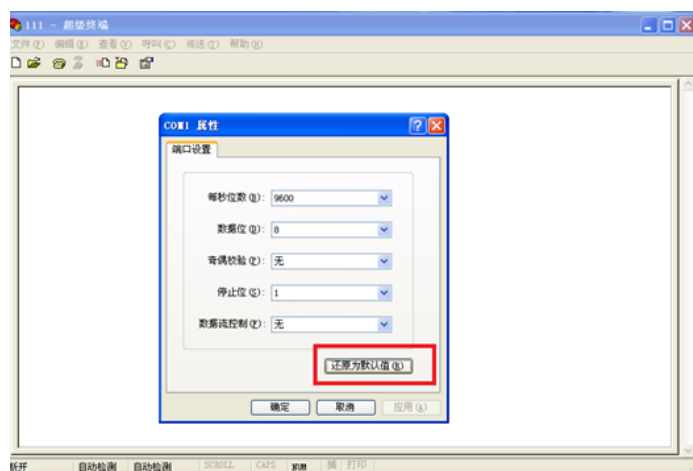 111 - 超级终端
文件(F) 编辑(E) 查看(V) 呼叫(C) 传送(T) 帮助(H)
COM1 属性
端口设置
每秒位数(B): 9600
数据位(D): 8
奇偶校验(P): 无
停止位(S): 1
数据流控制(F): 无
还原为默认值(R)
确定 取消 应用(A)
断开 自动检测 自动检测 SCROLL CAPS NUM 捕 打印